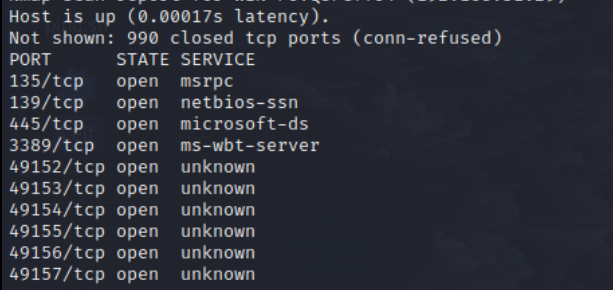 Host is up (0.00017s latency).
Not shown: 990 closed tcp ports (conn-refused)
PORT STATE SERVICE
135/tcp open msrpc
139/tcp open netbios-ssn
445/tcp open microsoft-ds
3389/tcp open ms-wbt-server
49152/tcp open unknown
49153/tcp open unknown
49154/tcp open unknown
49155/tcp open unknown
49156/tcp open unknown
49157/tcp open unknown